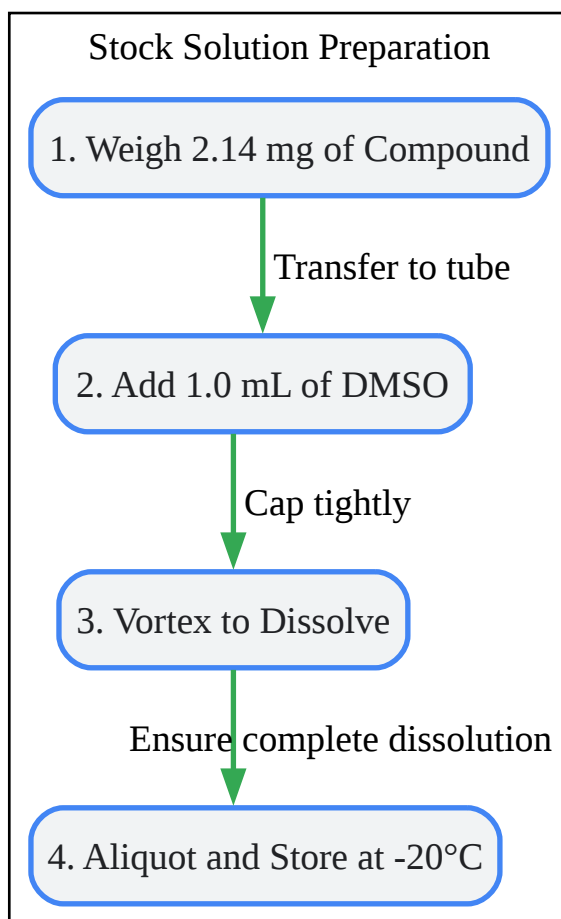 Stock Solution Preparation
1. Weigh 2.14 mg of Compound
Transfer to tube
2. Add 1.0 mL of DMSO
Cap tightly
3. Vortex to Dissolve
Ensure complete dissolution
4. Aliquot and Store at -20°C